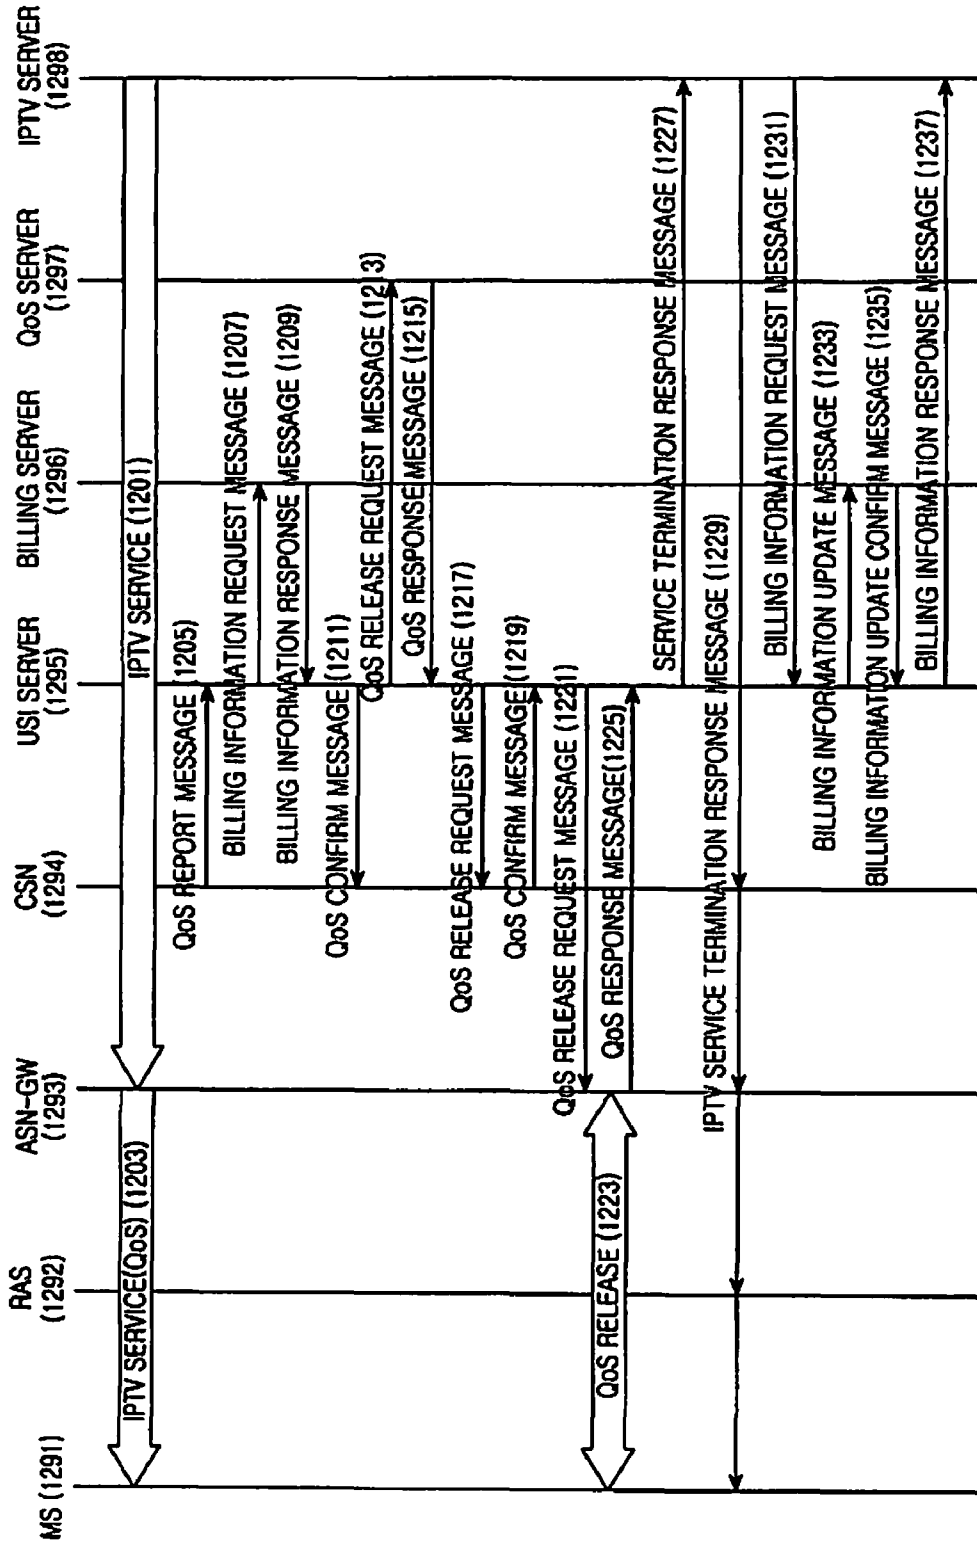 MS (1291)
RAS
(1292)
ASN-GW
(1293)
CSN
(1294)
USI SERVER
(1295)
BILLING SERVER
(1296)
QoS SERVER
(1297)
IPTV SERVER
(1298)
IPTV SERVICE(QoS) (1203)
IPTV SERVICE (1201)
QoS REPORT MESSAGE (1205)
BILLING INFORMATION REQUEST MESSAGE (1207)
BILLING INFORMATION RESPONSE MESSAGE (1209)
QoS CONFIRM MESSAGE (1211)
QoS RELEASE REQUEST MESSAGE (1213)
QoS RESPONSE MESSAGE (1215)
QoS RELEASE REQUEST MESSAGE (1217)
QoS CONFIRM MESSAGE (1219)
QoS RELEASE REQUEST MESSAGE (1221)
QoS RELEASE (1223)
QoS RESPONSE MESSAGE(1225)
SERVICE TERMINATION RESPONSE MESSAGE (1227)
IPTV SERVICE TERMINATION RESPONSE MESSAGE (1229)
BILLING INFORMATION REQUEST MESSAGE (1231)
BILLING INFORMATION UPDATE MESSAGE (1233)
BILLING INFORMATION UPDATE CONFIRM MESSAGE (1235)
BILLING INFORMATION RESPONSE MESSAGE (1237)